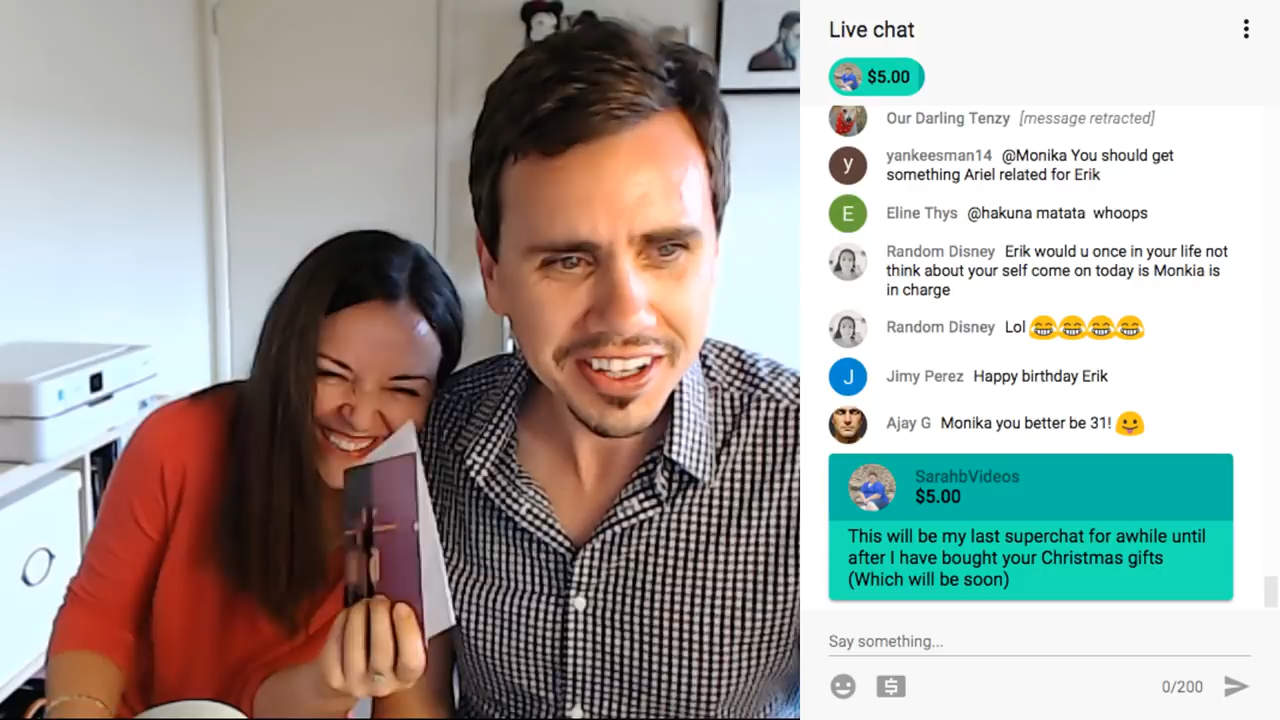 Live chat
$5.00
Our Darling Tenzy [message retracted]
y yankeesman14 @Monika You should get
something Ariel related for Erik
E Eline Thys @hakuna matata whoops
Random Disney Erik would u once in your life not
think about your self come on today is Monkia is
in charge
Random Disney Lol 😂😂😂😂
J Jimy Perez Happy birthday Erik
Ajay G Monika you better be 31! 😛
SarahbVideos
$5.00
This will be my last superchat for awhile until
after I have bought your Christmas gifts
(Which will be soon)
Say something...
0/200